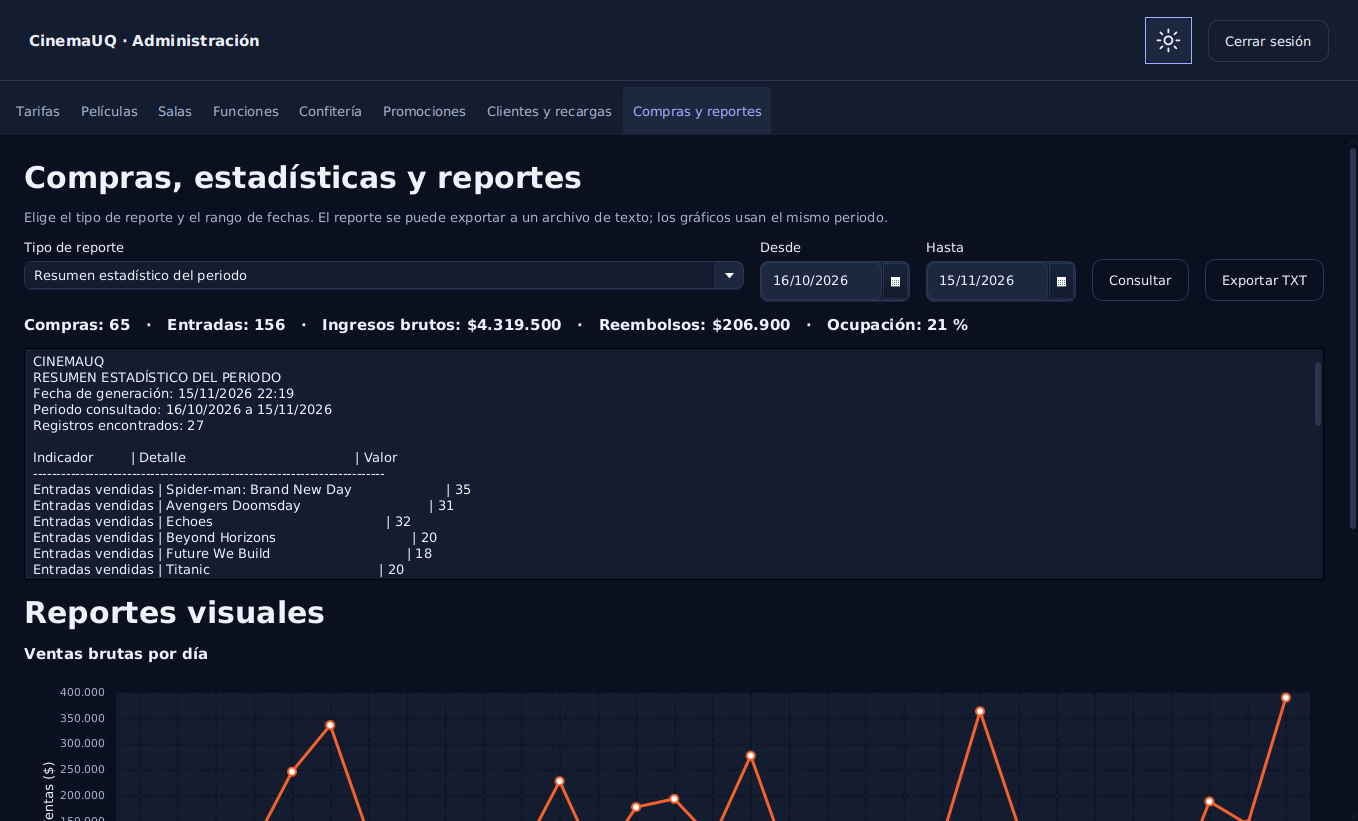 CinemaUQ · Administración
Cerrar sesión
Tarifas Películas Salas Funciones Confitería Promociones Clientes y recargas Compras y reportes
Compras, estadísticas y reportes
Elige el tipo de reporte y el rango de fechas. El reporte se puede exportar a un archivo de texto; los gráficos usan el mismo periodo.
Tipo de reporte Desde Hasta
Resumen estadístico del periodo 16/10/2026 15/11/2026 Consultar Exportar TXT
Compras: 65 · Entradas: 156 · Ingresos brutos: $4.319.500 · Reembolsos: $206.900 · Ocupación: 21 %
CINEMAUQ
RESUMEN ESTADÍSTICO DEL PERIODO
Fecha de generación: 15/11/2026 22:19
Periodo consultado: 16/10/2026 a 15/11/2026
Registros encontrados: 27
Indicador | Detalle | Valor
--------------------------------------------------------------------------------
Entradas vendidas | Spider-man: Brand New Day | 35
Entradas vendidas | Avengers Doomsday | 31
Entradas vendidas | Echoes | 32
Entradas vendidas | Beyond Horizons | 20
Entradas vendidas | Future We Build | 18
Entradas vendidas | Titanic | 20
Reportes visuales
Ventas brutas por día
400.000
350.000
300.000
250.000
200.000
150.000
entas ($)